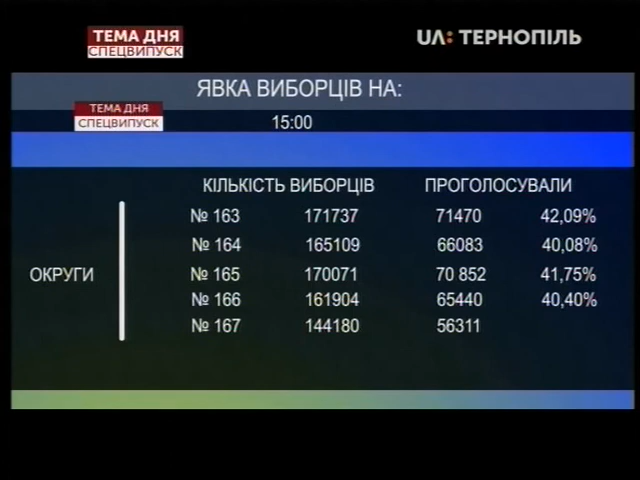 ТЕМА ДНЯ
СПЕЦВИПУСК
UA: ТЕРНОПІЛЬ
ЯВКА ВИБОРЦІВ НА:
ТЕМА ДНЯ
СПЕЦВИПУСК
15:00
КІЛЬКІСТЬ ВИБОРЦІВ ПРОГОЛОСУВАЛИ
№ 163 171737 71470 42,09%
№ 164 165109 66083 40,08%
ОКРУГИ
№ 165 170071 70 852 41,75%
№ 166 161904 65440 40,40%
№ 167 144180 56311